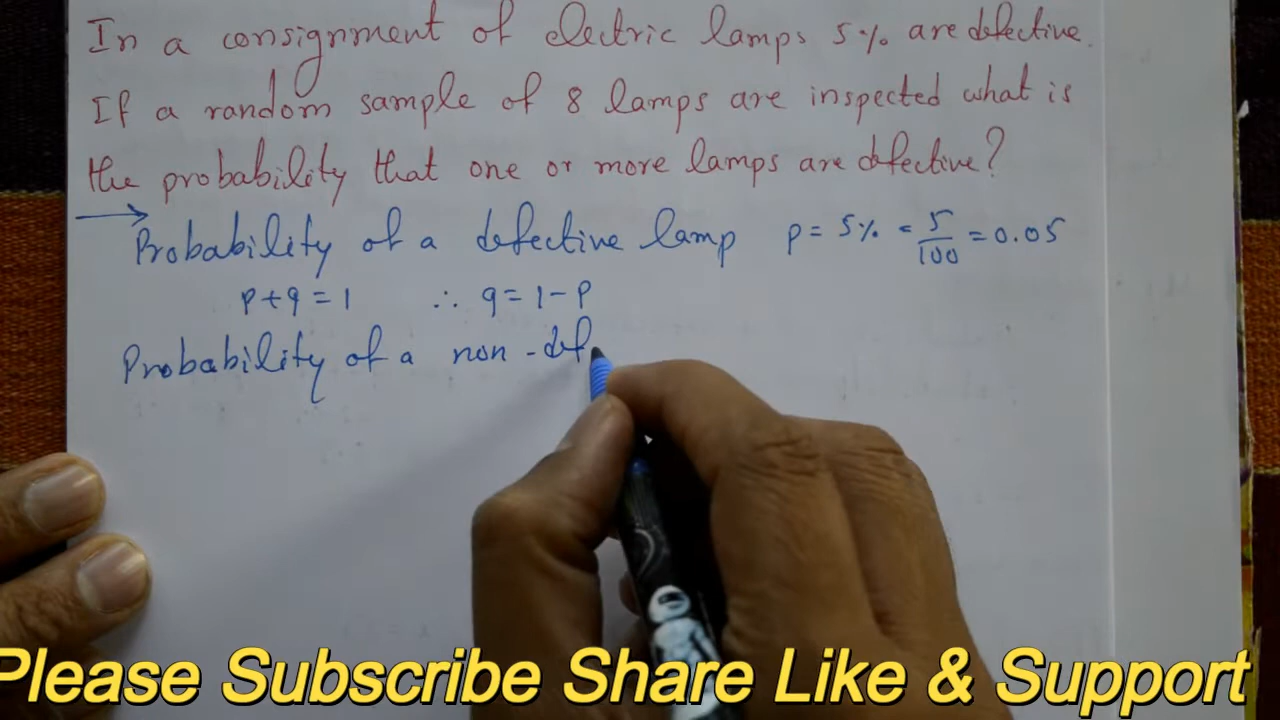 In a consignment of electric lamps 5% are defective.
If a random sample of 8 lamps are inspected what is
the probability that one or more lamps are defective?
→ Probability of a defective lamp p = 5% = 5/100 = 0.05
p+q = 1 ∴ q = 1 - p
Probability of a non - def
Please Subscribe Share Like & Support